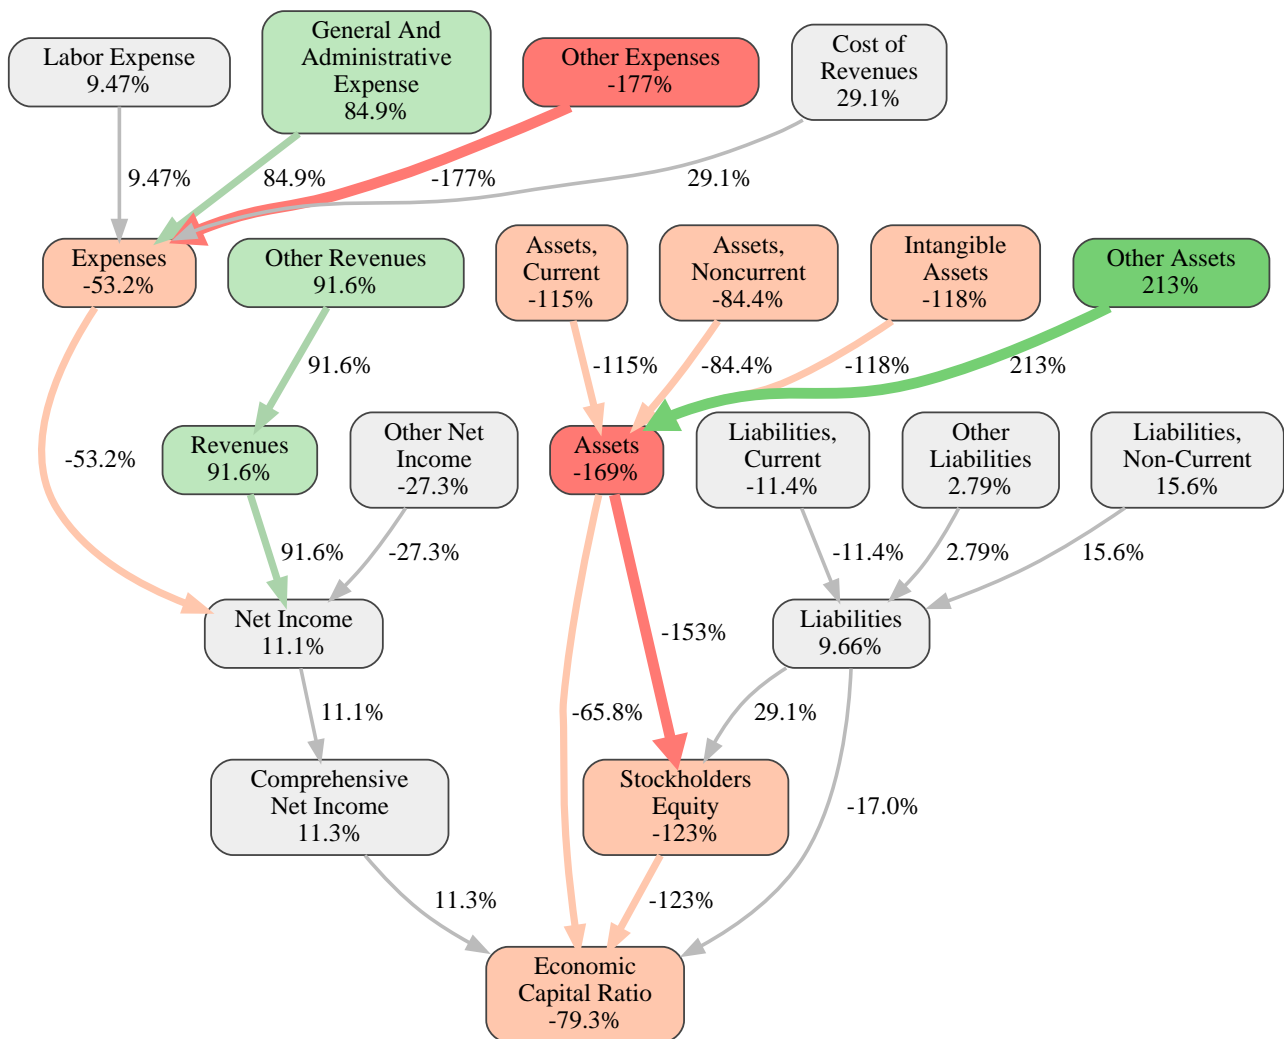 Labor Expense
9.47%
General And
Administrative
Expense
84.9%
Other Expenses
-177%
Cost of
Revenues
29.1%
9.47%
84.9%
-177%
29.1%
Expenses
-53.2%
Other Revenues
91.6%
Assets,
Current
-115%
Assets,
Noncurrent
-84.4%
Intangible
Assets
-118%
Other Assets
213%
91.6%
-115%
-84.4%
-118%
213%
-53.2%
Revenues
91.6%
Other Net
Income
-27.3%
Assets
-169%
Liabilities,
Current
-11.4%
Other
Liabilities
2.79%
Liabilities,
Non-Current
15.6%
91.6%
-27.3%
-11.4%
2.79%
15.6%
Net Income
11.1%
-153%
Liabilities
9.66%
11.1%
-65.8%
29.1%
Comprehensive
Net Income
11.3%
Stockholders
Equity
-123%
-17.0%
11.3%
-123%
Economic
Capital Ratio
-79.3%